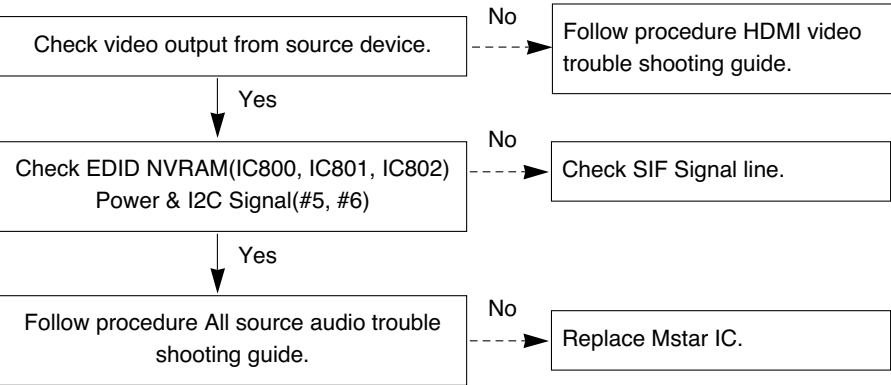 No
Check video output from source device.
Follow procedure HDMI video
trouble shooting guide.
Yes
No
Check EDID NVRAM(IC800, IC801, IC802)
Power & I2C Signal(#5, #6)
Check SIF Signal line.
Yes
No
Follow procedure All source audio trouble
shooting guide.
Replace Mstar IC.